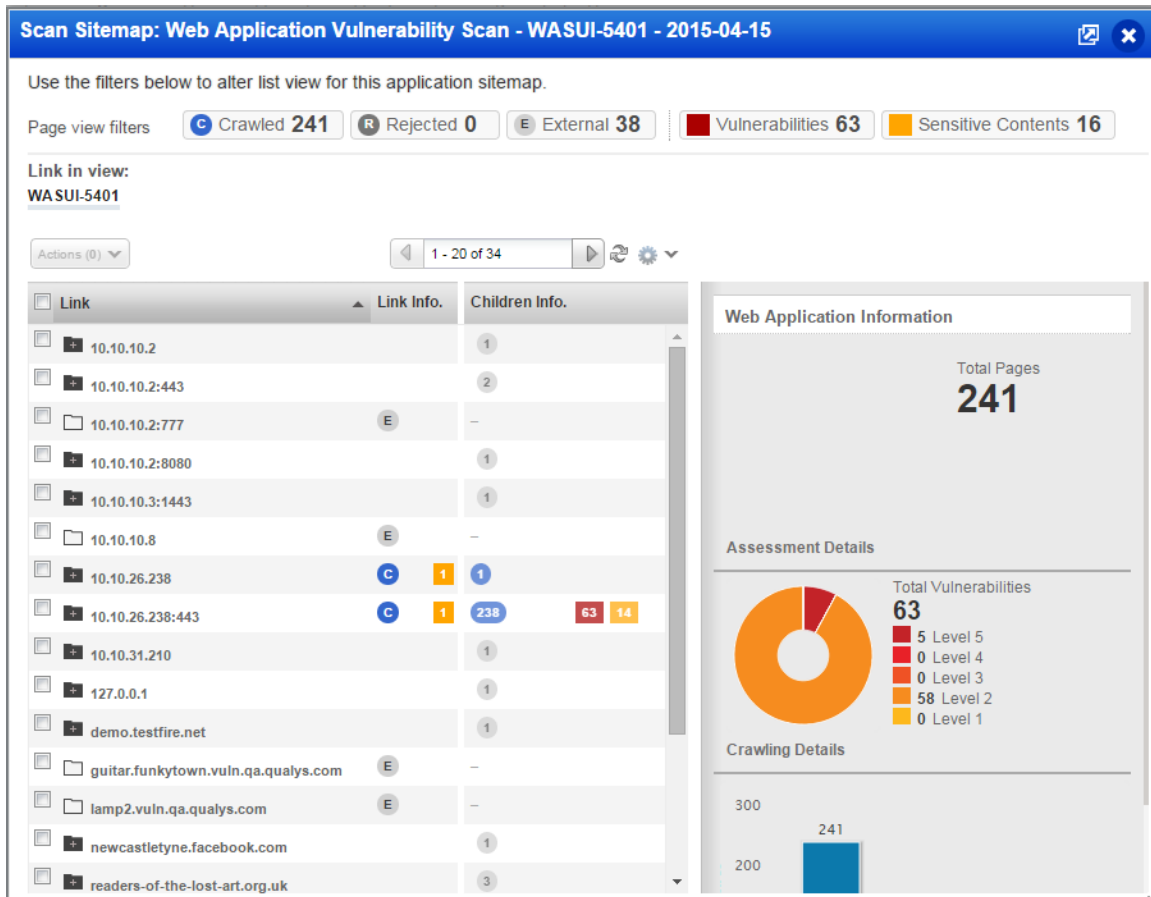 Scan Sitemap: Web Application Vulnerability Scan - WASUI-5401 - 2015-04-15
Use the filters below to alter list view for this application sitemap.
Page view filters C Crawled 241 R Rejected 0 E External 38 Vulnerabilities 63 Sensitive Contents 16
Link in view:
WASUI-5401
Actions (0) 1 - 20 of 34
Link Link Info. Children Info.
10.10.10.2 1
10.10.10.2:443 2
10.10.10.2:777 E –
10.10.10.2:8080 1
10.10.10.3:1443 1
10.10.10.8 E –
10.10.26.238 C 1 1
10.10.26.238:443 C 1 238 63 14
10.10.31.210 1
127.0.0.1 1
demo.testfire.net 1
guitar.funkytown.vuln.qa.qualys.com E –
lamp2.vuln.qa.qualys.com E –
newcastletyne.facebook.com 1
readers-of-the-lost-art.org.uk 3
Web Application Information
Total Pages
241
Assessment Details
Total Vulnerabilities
63
5 Level 5
0 Level 4
0 Level 3
58 Level 2
0 Level 1
Crawling Details
300
241
200